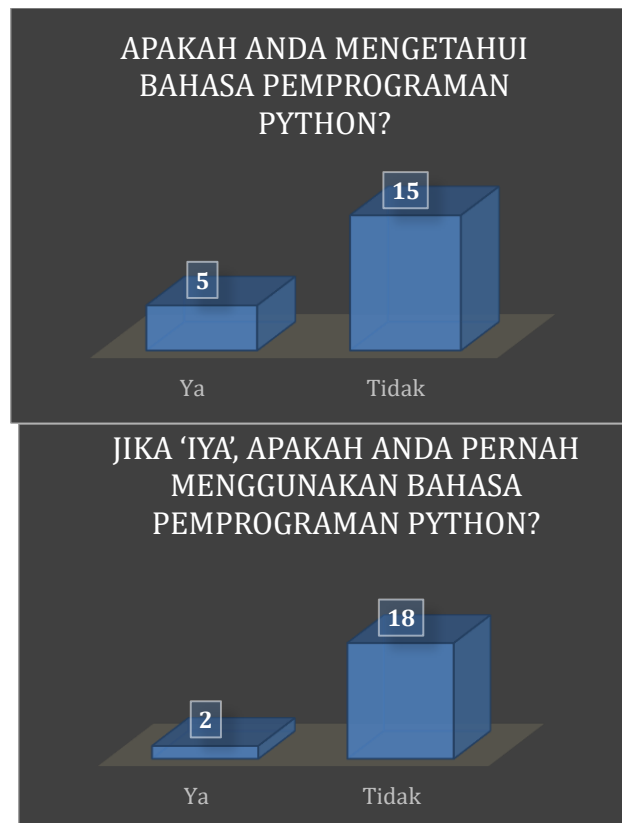 APAKAH ANDA MENGETAHUI
BAHASA PEMPROGRAMAN
PYTHON?
5
15
Ya
Tidak
JIKA ‘IYA’, APAKAH ANDA PERNAH
MENGGUNAKAN BAHASA
PEMPROGRAMAN PYTHON?
2
18
Ya
Tidak